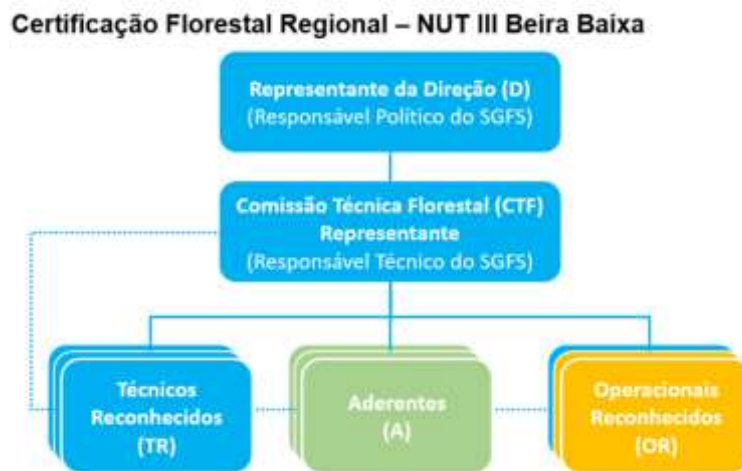 Certificação Florestal Regional – NUT III Beira Baixa
Representante da Direção (D)
(Responsável Político do SGFS)
Comissão Técnica Florestal (CTF)
Representante
(Responsável Técnico do SGFS)
Técnicos
Reconhecidos
(TR)
Aderentes
(A)
Operacionais
Reconhecidos
(OR)